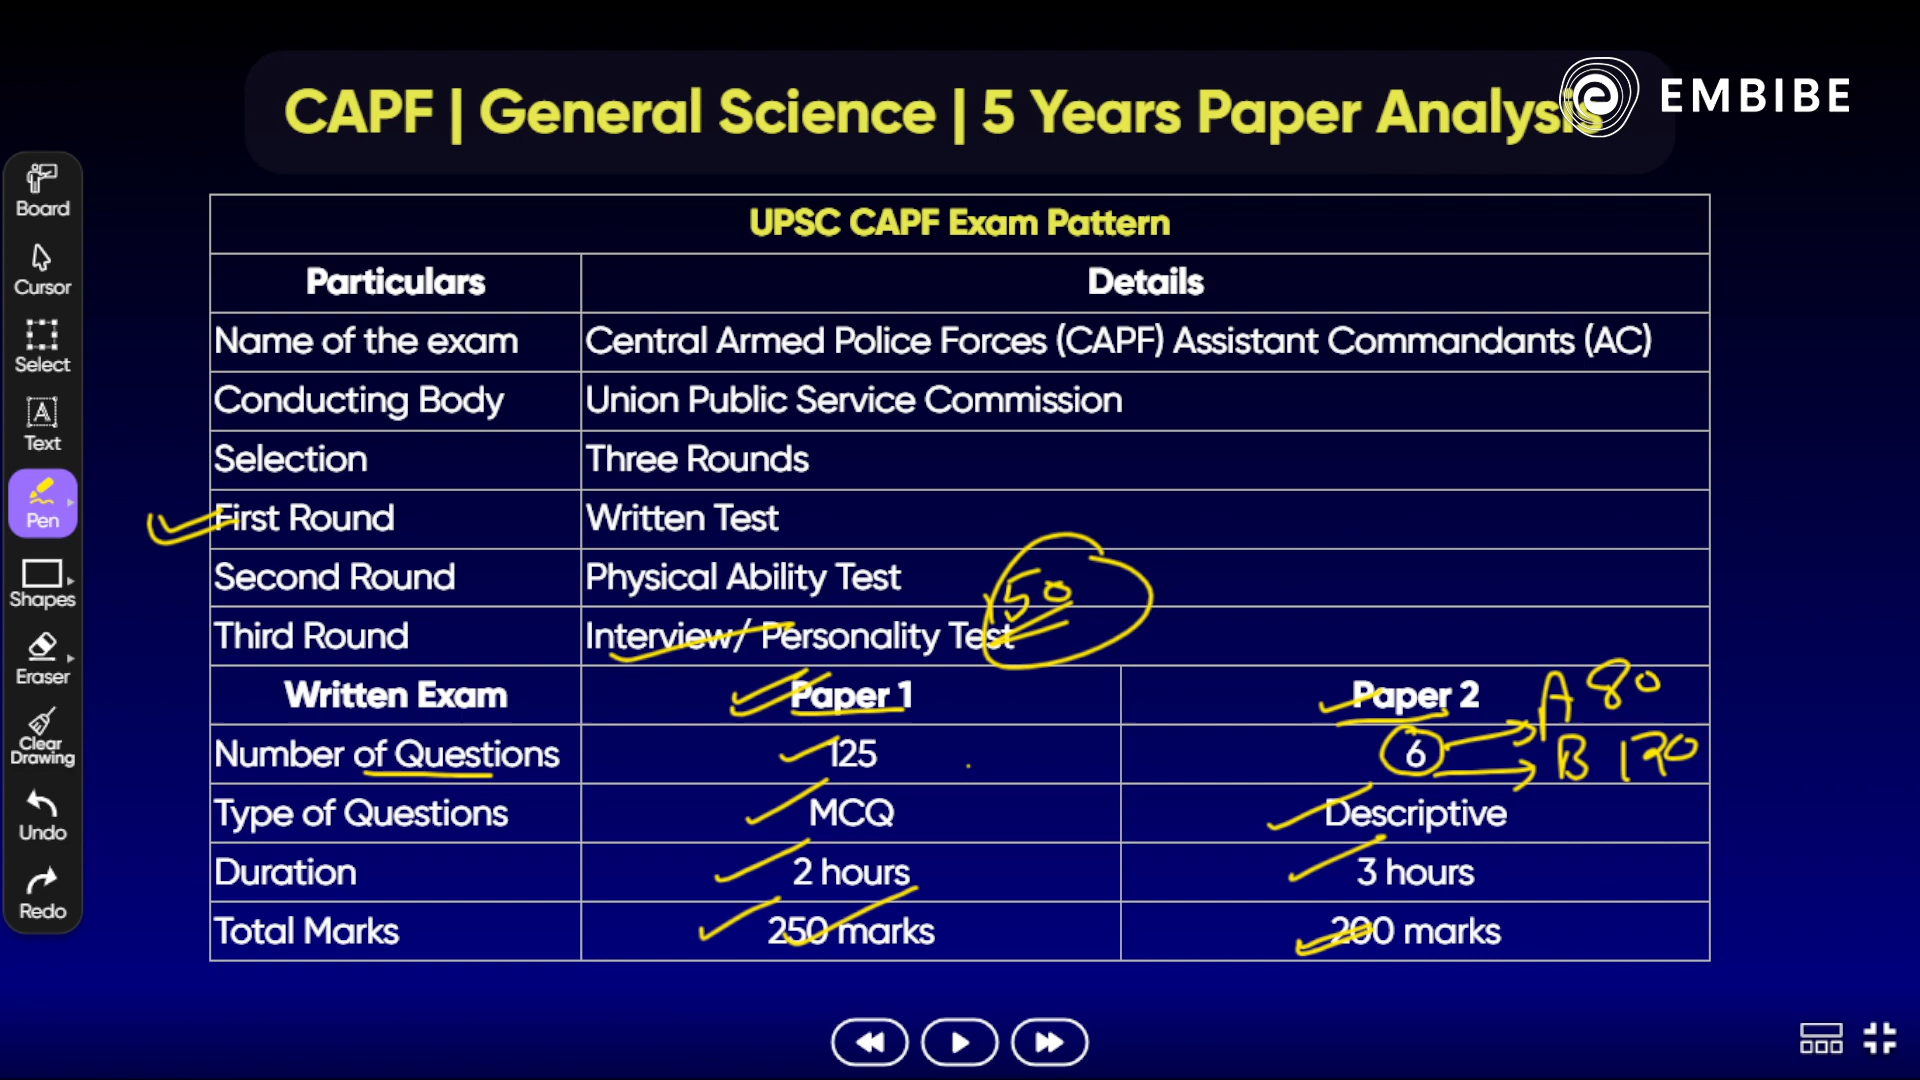 CAPF | General Science | 5 Years Paper Analysis
EMBIBE
Board
Cursor
Select
Text
Pen
Shapes
Eraser
Clear
Drawing
Undo
Redo
UPSC CAPF Exam Pattern
Particulars Details
Name of the exam Central Armed Police Forces (CAPF) Assistant Commandants (AC)
Conducting Body Union Public Service Commission
Selection Three Rounds
First Round Written Test
Second Round Physical Ability Test
150
Third Round Interview/ Personality Test
Written Exam Paper 1 Paper 2 A 80
Number of Questions 125 6 B 120
Type of Questions MCQ Descriptive
Duration 2 hours 3 hours
Total Marks 250 marks 200 marks